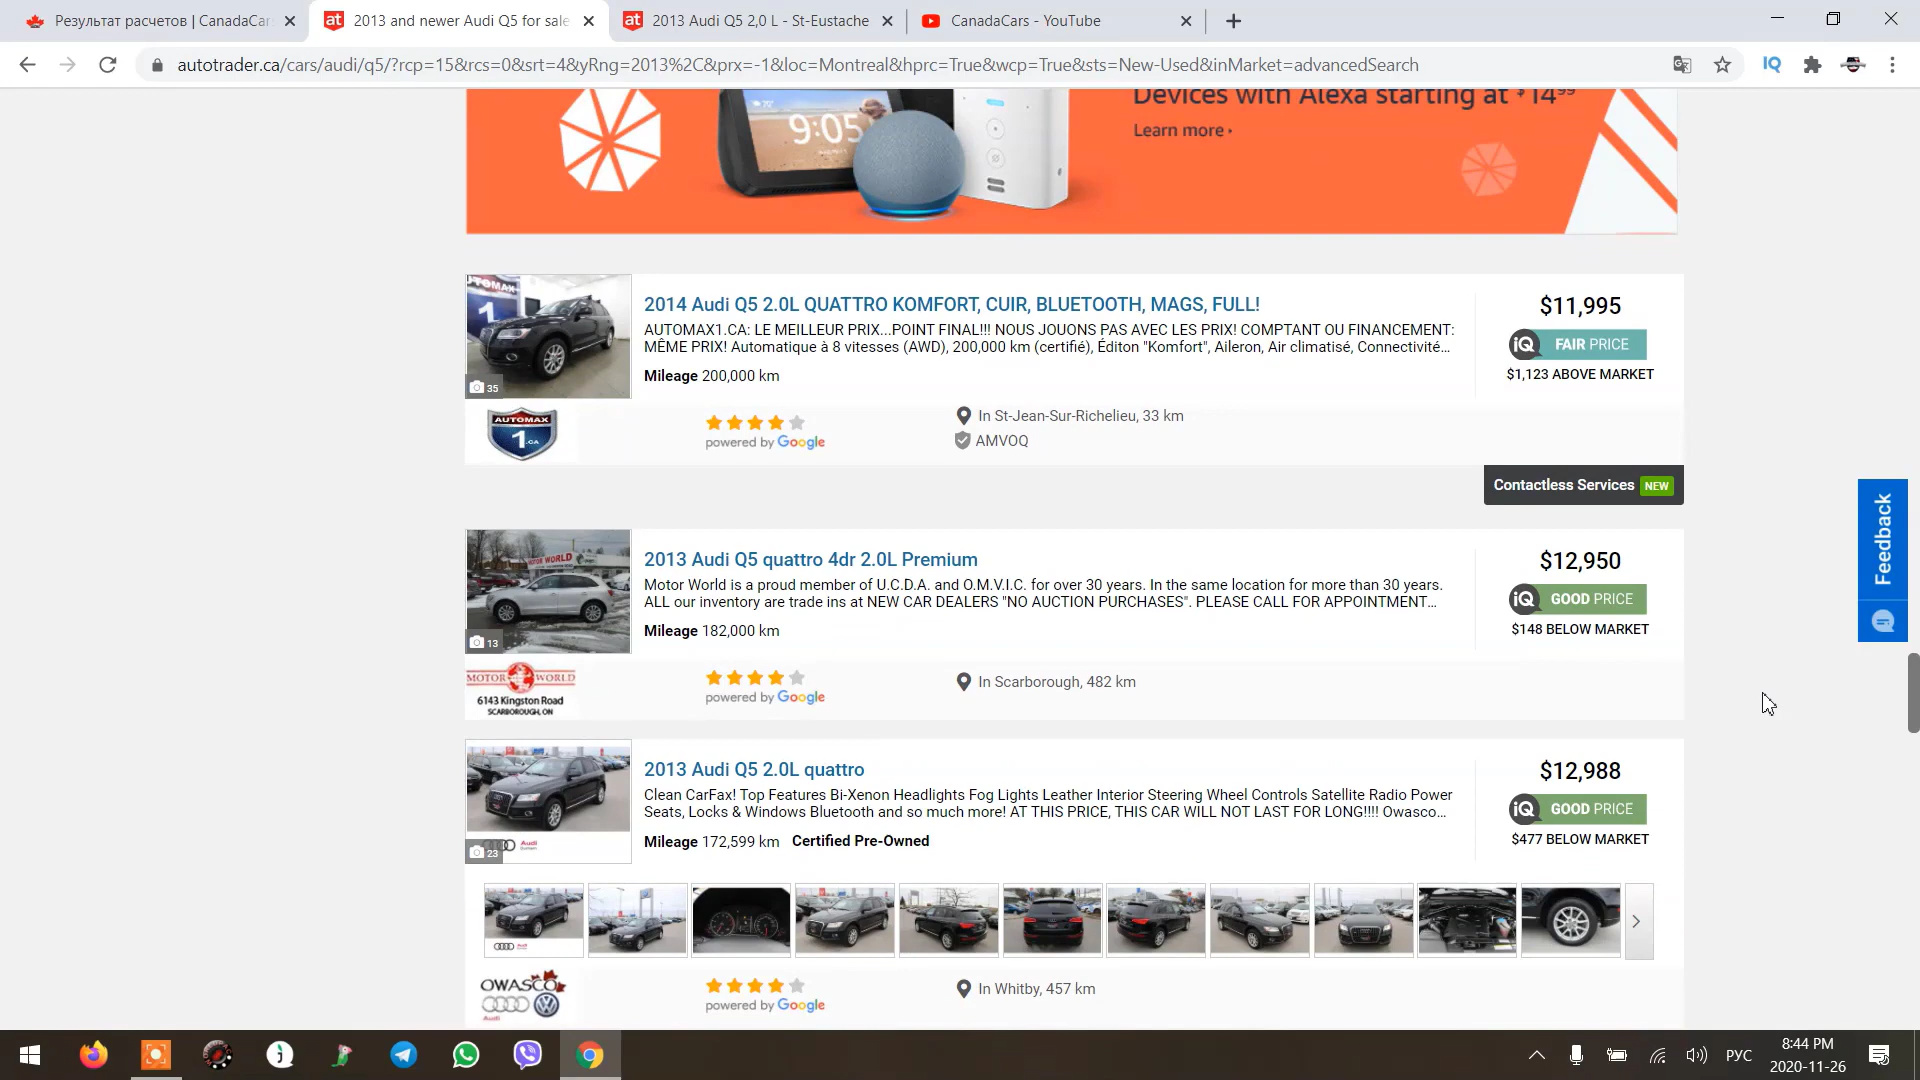 Результат расчетов | CanadaCar
2013 and newer Audi Q5 for sale
2013 Audi Q5 2,0 L - St-Eustache
CanadaCars - YouTube
autotrader.ca/cars/audi/q5/?rcp=15&rcs=0&srt=4&yRng=2013%2C&prx=-1&loc=Montreal&hprc=True&wcp=True&sts=New-Used&inMarket=advancedSearch
IQ
Devices with Alexa starting at $14⁹⁹
Learn more ›
9:05
2014 Audi Q5 2.0L QUATTRO KOMFORT, CUIR, BLUETOOTH, MAGS, FULL!
AUTOMAX1.CA: LE MEILLEUR PRIX...POINT FINAL!!! NOUS JOUONS PAS AVEC LES PRIX! COMPTANT OU FINANCEMENT:
MÊME PRIX! Automatique à 8 vitesses (AWD), 200,000 km (certifié), Éditon "Komfort", Aileron, Air climatisé, Connectivité...
Mileage 200,000 km
35
$11,995
iQ FAIR PRICE
$1,123 ABOVE MARKET
AUTOMAX
1.CA
powered by Google
In St-Jean-Sur-Richelieu, 33 km
AMVOQ
Contactless Services NEW
Feedback
MOTOR WORLD
2013 Audi Q5 quattro 4dr 2.0L Premium
Motor World is a proud member of U.C.D.A. and O.M.V.I.C. for over 30 years. In the same location for more than 30 years.
ALL our inventory are trade ins at NEW CAR DEALERS "NO AUCTION PURCHASES". PLEASE CALL FOR APPOINTMENT...
Mileage 182,000 km
13
$12,950
iQ GOOD PRICE
$148 BELOW MARKET
MOTOR WORLD
6143 Kingston Road
SCARBOROUGH, ON
powered by Google
In Scarborough, 482 km
2013 Audi Q5 2.0L quattro
Clean CarFax! Top Features Bi-Xenon Headlights Fog Lights Leather Interior Steering Wheel Controls Satellite Radio Power
Seats, Locks & Windows Bluetooth and so much more! AT THIS PRICE, THIS CAR WILL NOT LAST FOR LONG!!!! Owasco...
Mileage 172,599 km Certified Pre-Owned
23
Audi
$12,988
iQ GOOD PRICE
$477 BELOW MARKET
OWASCO
Audi
powered by Google
In Whitby, 457 km
РУС
8:44 PM
2020-11-26